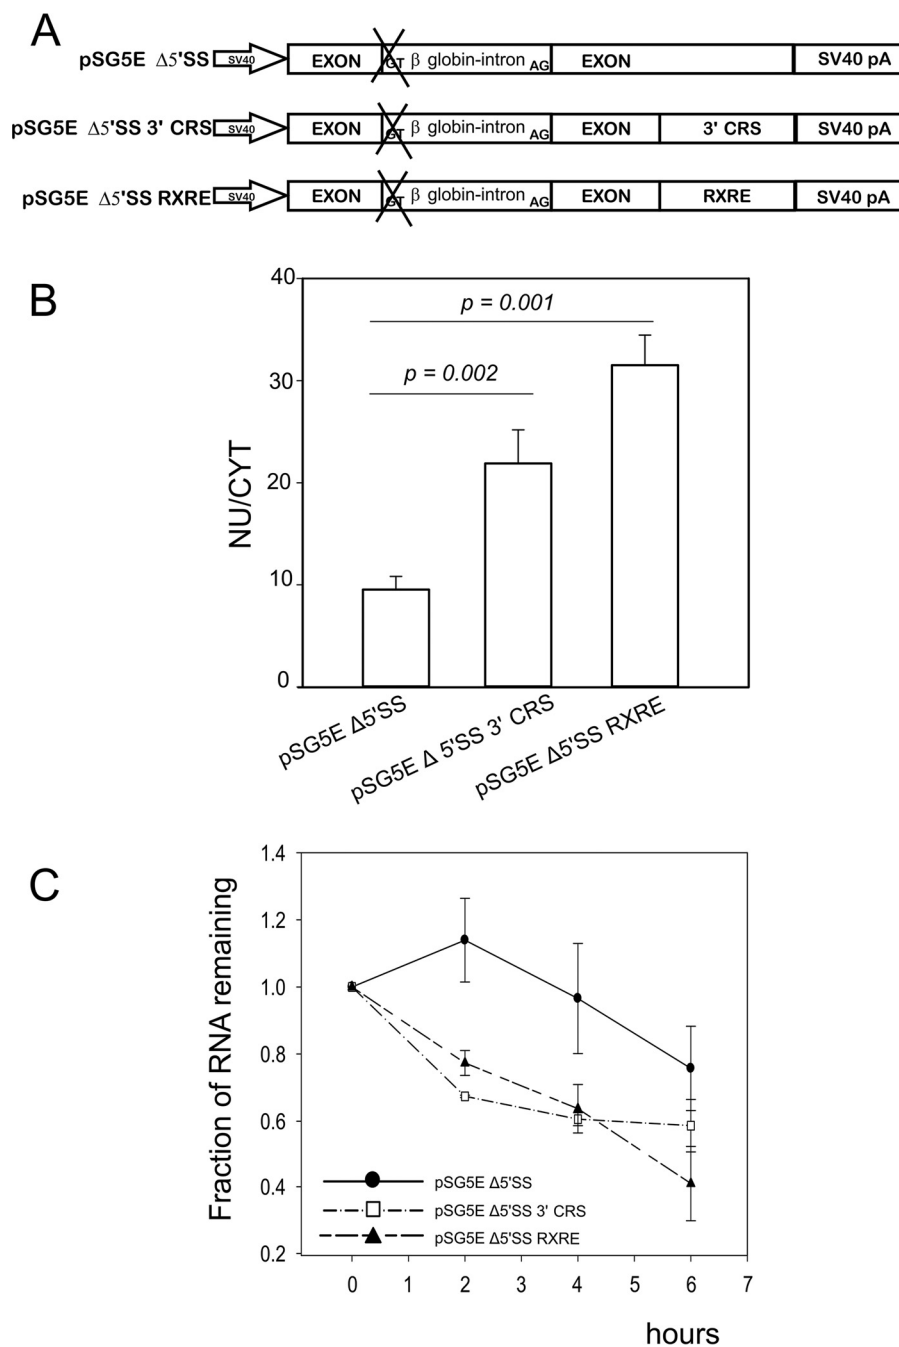 A
pSG5E Δ5'SS SV40 EXON GT β globin-intron AG EXON SV40 pA
pSG5E Δ5'SS 3' CRS SV40 EXON GT β globin-intron AG EXON 3' CRS SV40 pA
pSG5E Δ5'SS RXRE SV40 EXON GT β globin-intron AG EXON RXRE SV40 pA
B
40
p = 0.001
30
p = 0.002
20
10
0
NU/CYT
pSG5E Δ5'SS
pSG5E Δ 5'SS 3' CRS
pSG5E Δ5'SS RXRE
C
1.4
1.2
1.0
0.8
0.6
0.4
0.2
Fraction of RNA remaining
pSG5E Δ5'SS
pSG5E Δ5'SS 3' CRS
pSG5E Δ5'SS RXRE
0 1 2 3 4 5 6 7
hours